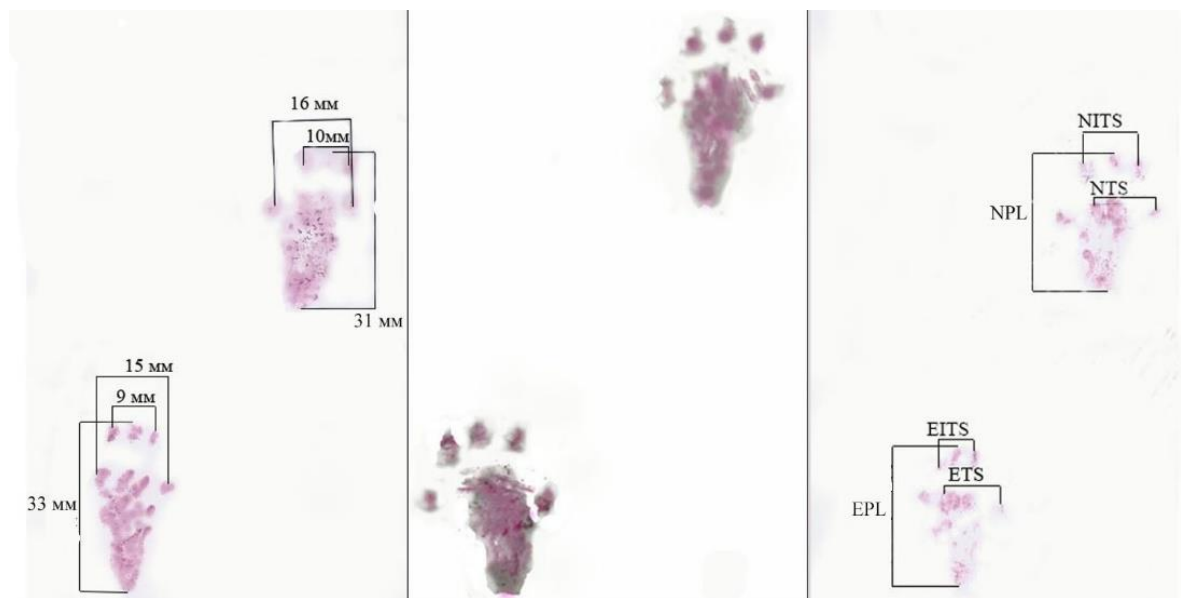 16 мм
10мм
31 мм
15 мм
9 мм
33 мм
NITS
NTS
NPL
EITS
ETS
EPL